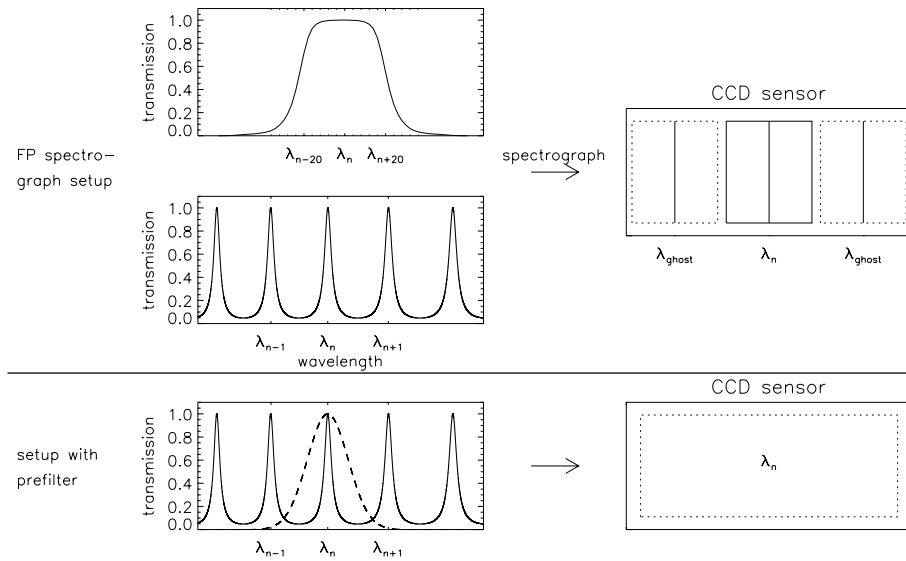 FP spectro-
graph setup
transmission
1.0
0.8
0.6
0.4
0.2
0.0
λn-20 λn λn+20
transmission
1.0
0.8
0.6
0.4
0.2
0.0
λn-1 λn λn+1
wavelength
spectrograph
CCD sensor
λghost λn λghost
setup with
prefilter
transmission
1.0
0.8
0.6
0.4
0.2
0.0
λn-1 λn λn+1
CCD sensor
λn